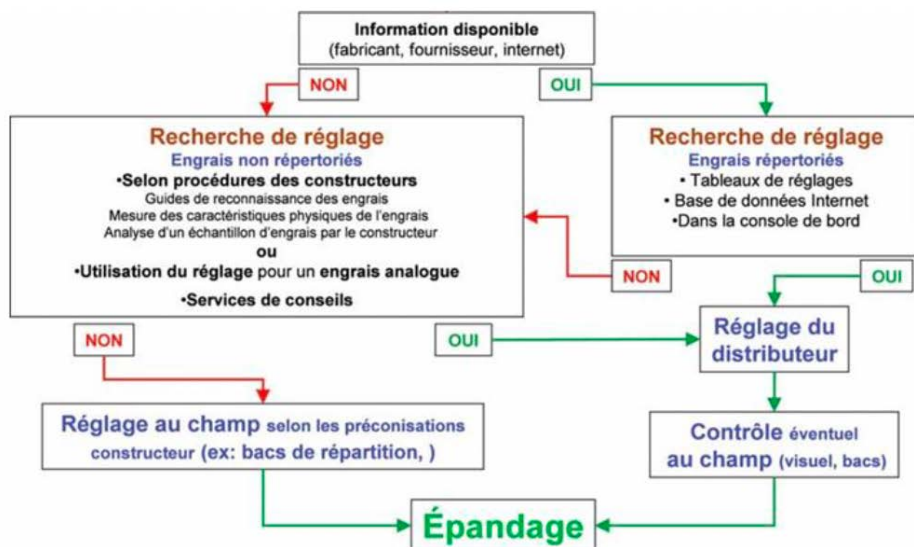 Information disponible
(fabricant, fournisseur, internet)
NON
OUI
Recherche de réglage
Engrais non répertoriés
•Selon procédures des constructeurs
Guides de reconnaissance des engrais
Mesure des caractéristiques physiques de l'engrais
Analyse d'un échantillon d'engrais par le constructeur
ou
•Utilisation du réglage pour un engrais analogue
•Services de conseils
Recherche de réglage
Engrais répertoriés
• Tableaux de réglages
• Base de données Internet
•Dans la console de bord
NON
OUI
NON
OUI
Réglage du
distributeur
Réglage au champ selon les préconisations
constructeur (ex: bacs de répartition, )
Contrôle éventuel
au champ (visuel, bacs)
Épandage